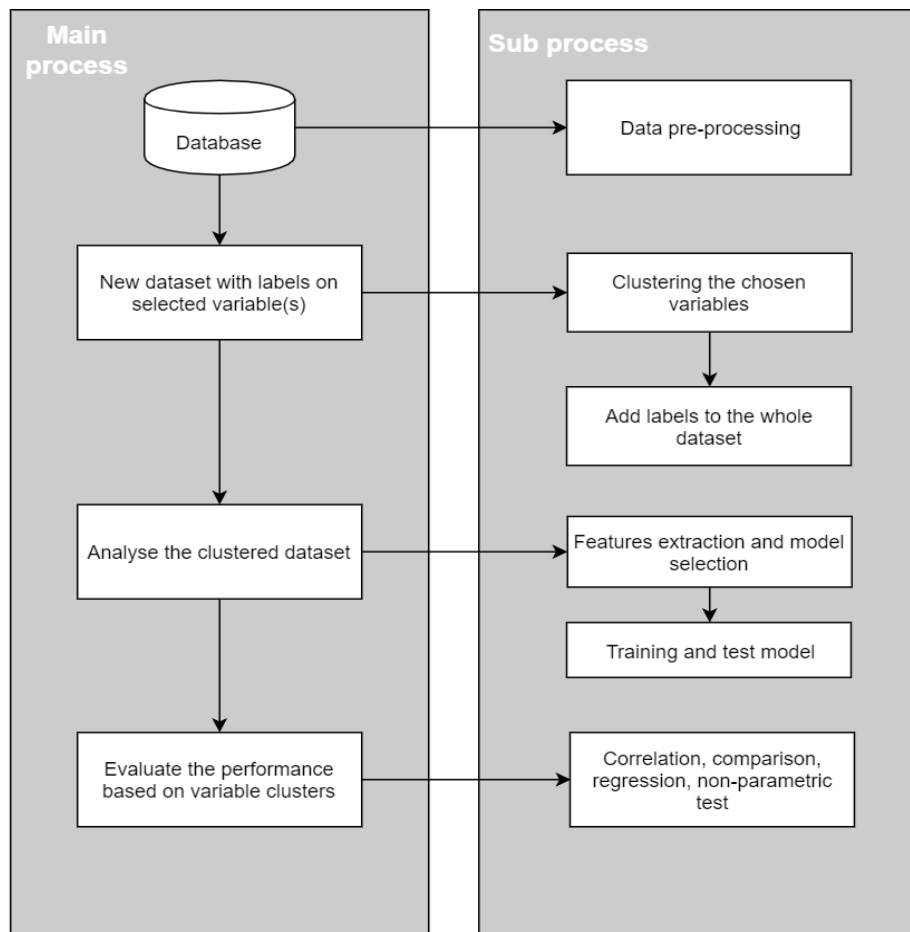 Main
process
Sub process
Database
Data pre-processing
New dataset with labels on
selected variable(s)
Clustering the chosen
variables
Add labels to the whole
dataset
Analyse the clustered dataset
Features extraction and model
selection
Training and test model
Evaluate the performance
based on variable clusters
Correlation, comparison,
regression, non-parametric
test